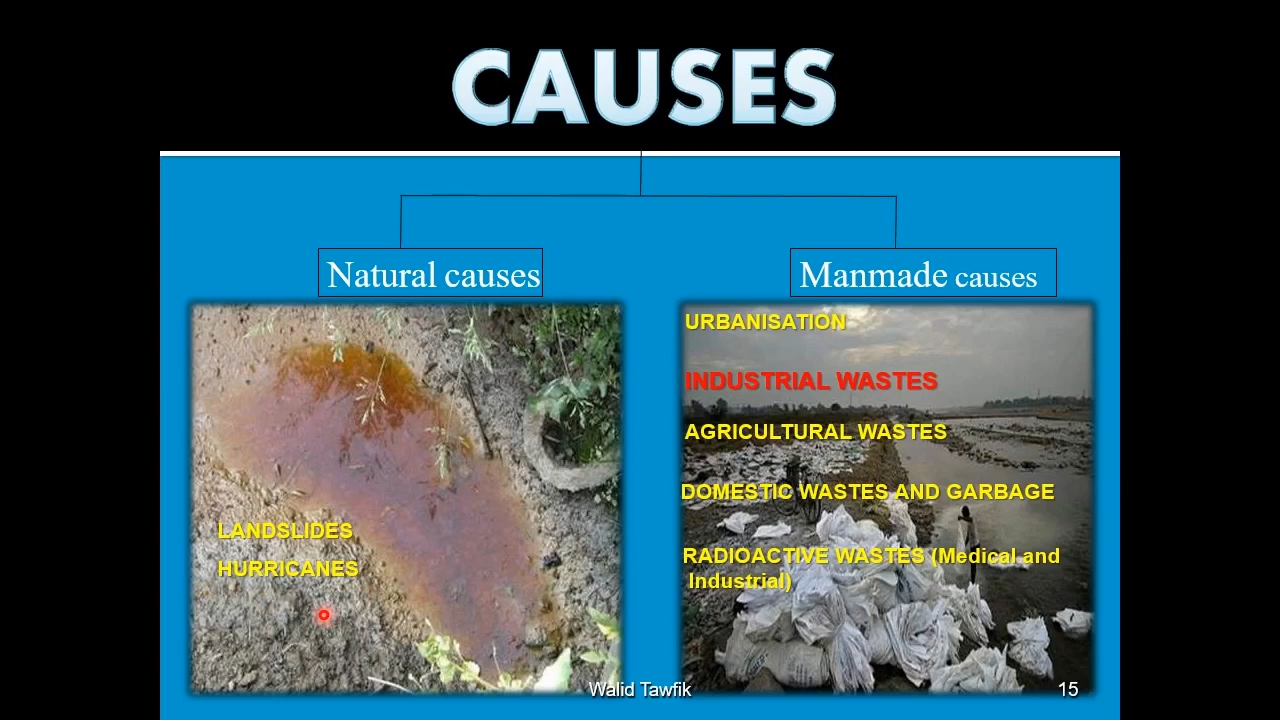 CAUSES
Natural causes
LANDSLIDES
HURRICANES
Manmade causes
URBANISATION
INDUSTRIAL WASTES
AGRICULTURAL WASTES
DOMESTIC WASTES AND GARBAGE
RADIOACTIVE WASTES (Medical and
Industrial)
Walid Tawfik
15